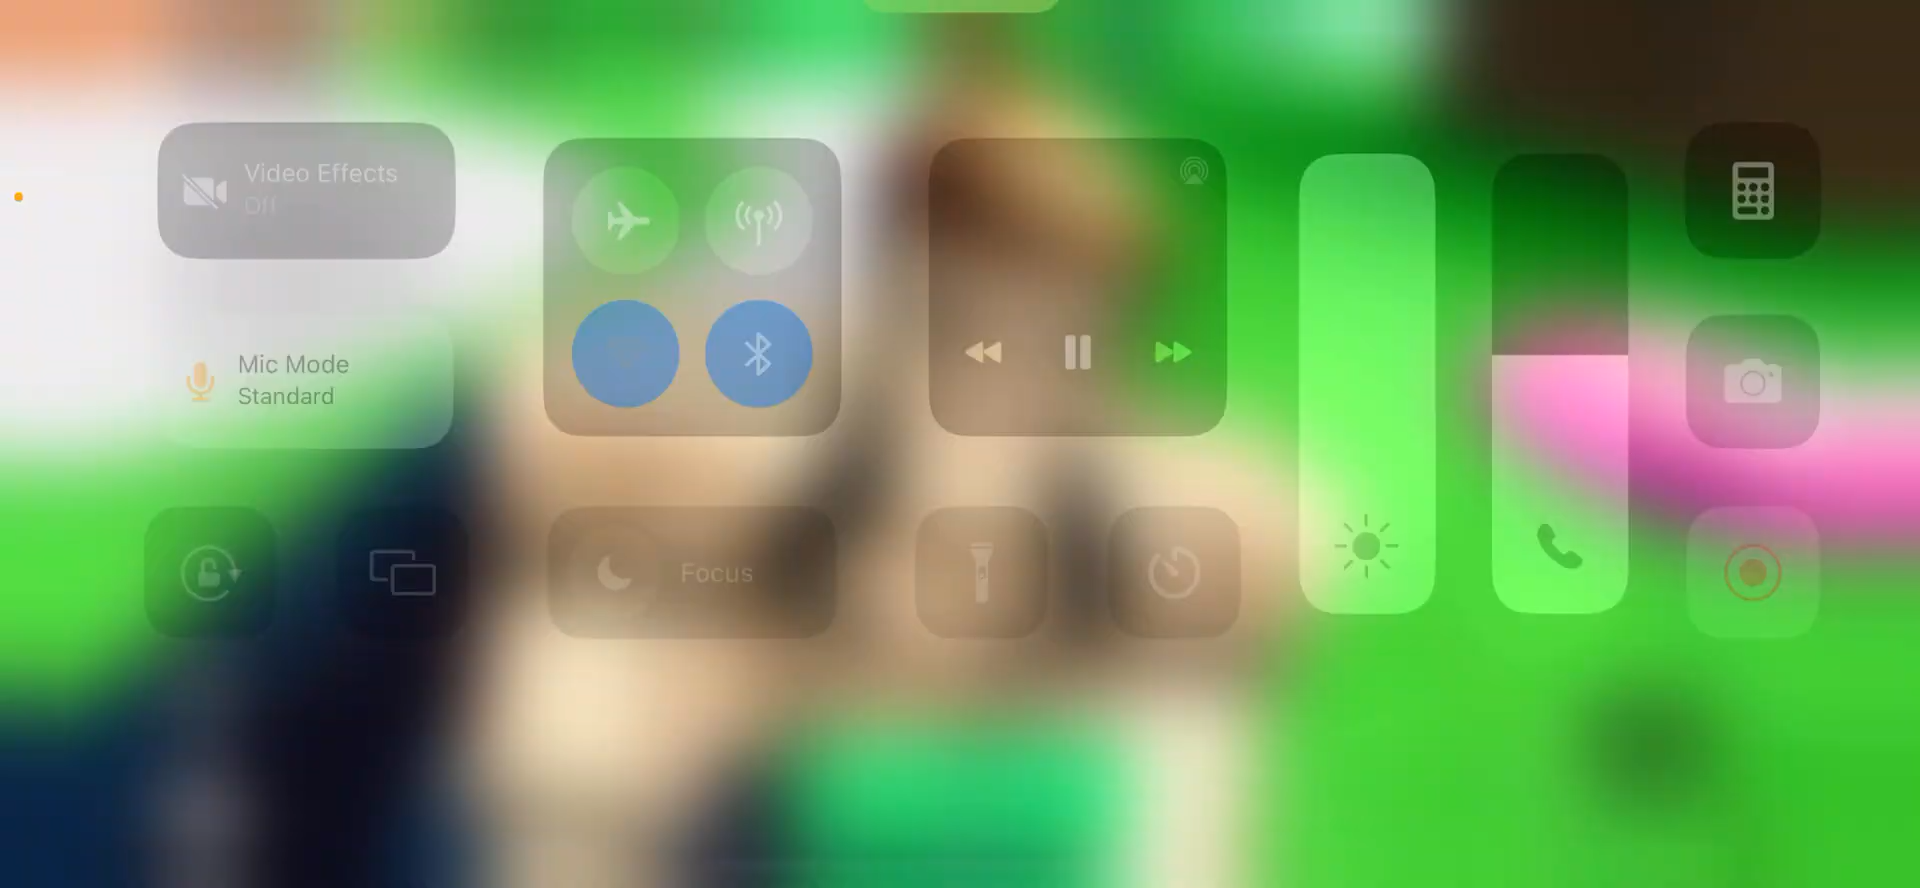 Video Effects
Off
Mic Mode
Standard
Focus